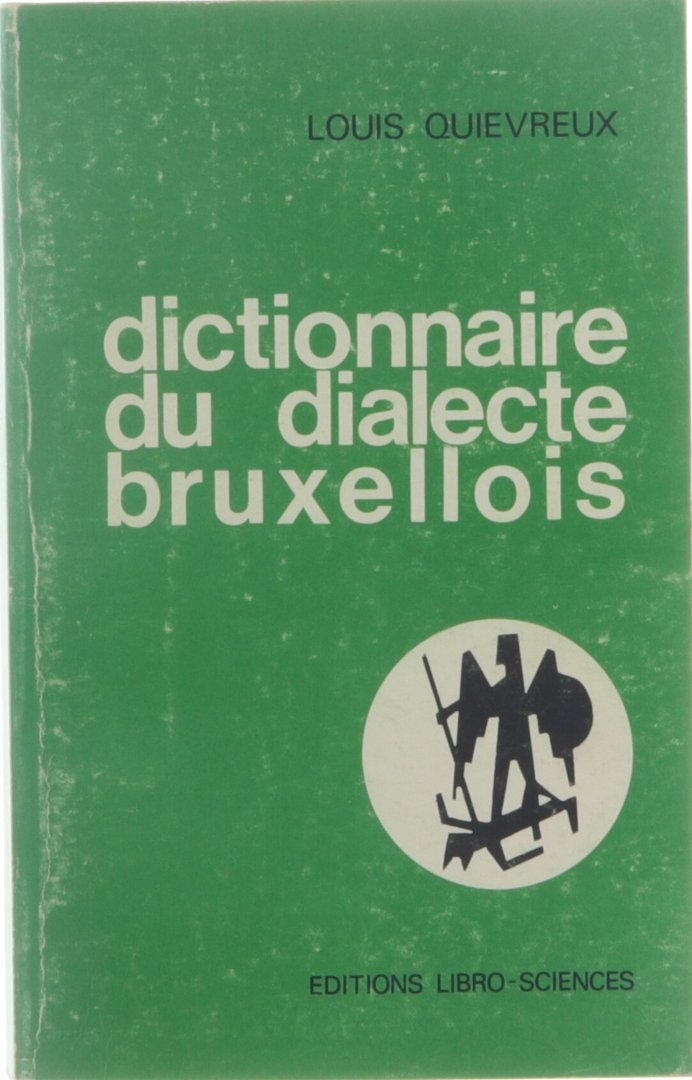 LOUIS QUIEVREUX
dictionnaire
du dialecte
bruxellois
EDITIONS LIBRO-SCIENCES